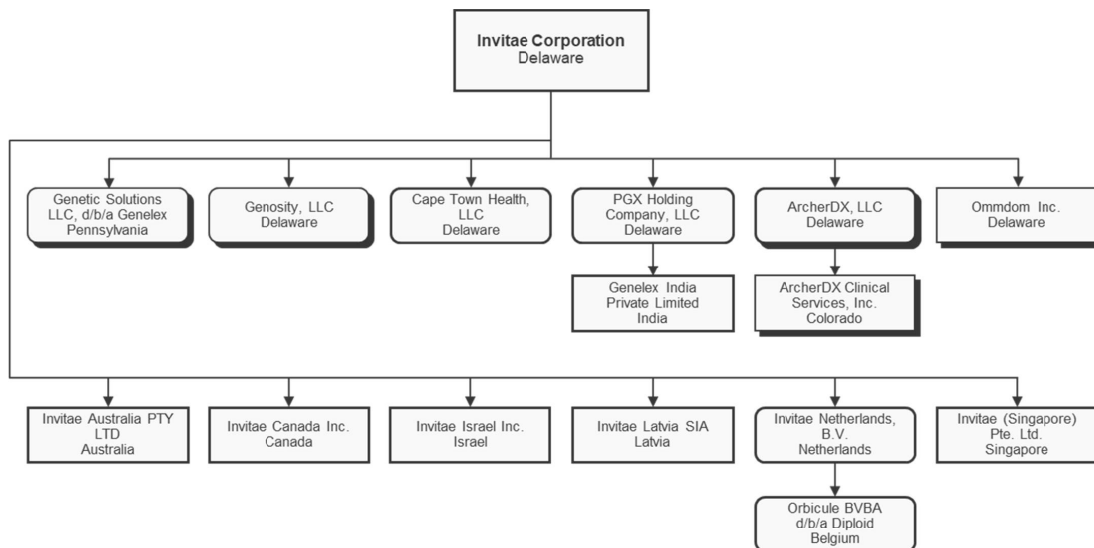 Invitae Corporation
Delaware
Genetic Solutions
LLC, d/b/a Genelex
Pennsylvania
Genosity, LLC
Delaware
Cape Town Health,
LLC
Delaware
PGX Holding
Company, LLC
Delaware
ArcherDX, LLC
Delaware
Ommdom Inc.
Delaware
Genelex India
Private Limited
India
ArcherDX Clinical
Services, Inc.
Colorado
Invitae Australia PTY
LTD
Australia
Invitae Canada Inc.
Canada
Invitae Israel Inc.
Israel
Invitae Latvia SIA
Latvia
Invitae Netherlands,
B.V.
Netherlands
Invitae (Singapore)
Pte. Ltd.
Singapore
Orbicule BVBA
d/b/a Diploid
Belgium